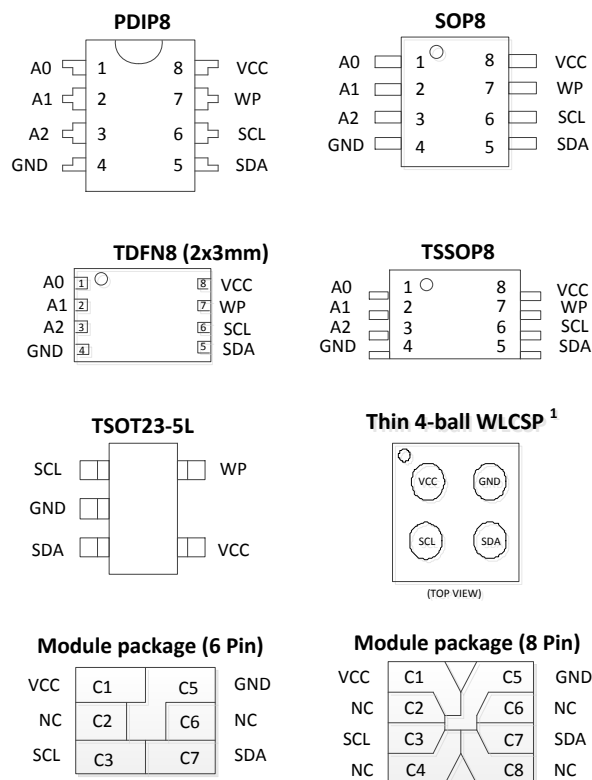 PDIP8
A0 1 8 VCC
A1 2 7 WP
A2 3 6 SCL
GND 4 5 SDA
SOP8
A0 1 8 VCC
A1 2 7 WP
A2 3 6 SCL
GND 4 5 SDA
TDFN8 (2x3mm)
A0 1 8 VCC
A1 2 7 WP
A2 3 6 SCL
GND 4 5 SDA
TSSOP8
A0 1 8 VCC
A1 2 7 WP
A2 3 6 SCL
GND 4 5 SDA
TSOT23-5L
SCL WP
GND
SDA VCC
Thin 4-ball WLCSP 1
VCC GND
SCL SDA
(TOP VIEW)
Module package (6 Pin)
VCC C1 C5 GND
NC C2 C6 NC
SCL C3 C7 SDA
Module package (8 Pin)
VCC C1 C5 GND
NC C2 C6 NC
SCL C3 C7 SDA
NC C4 C8 NC